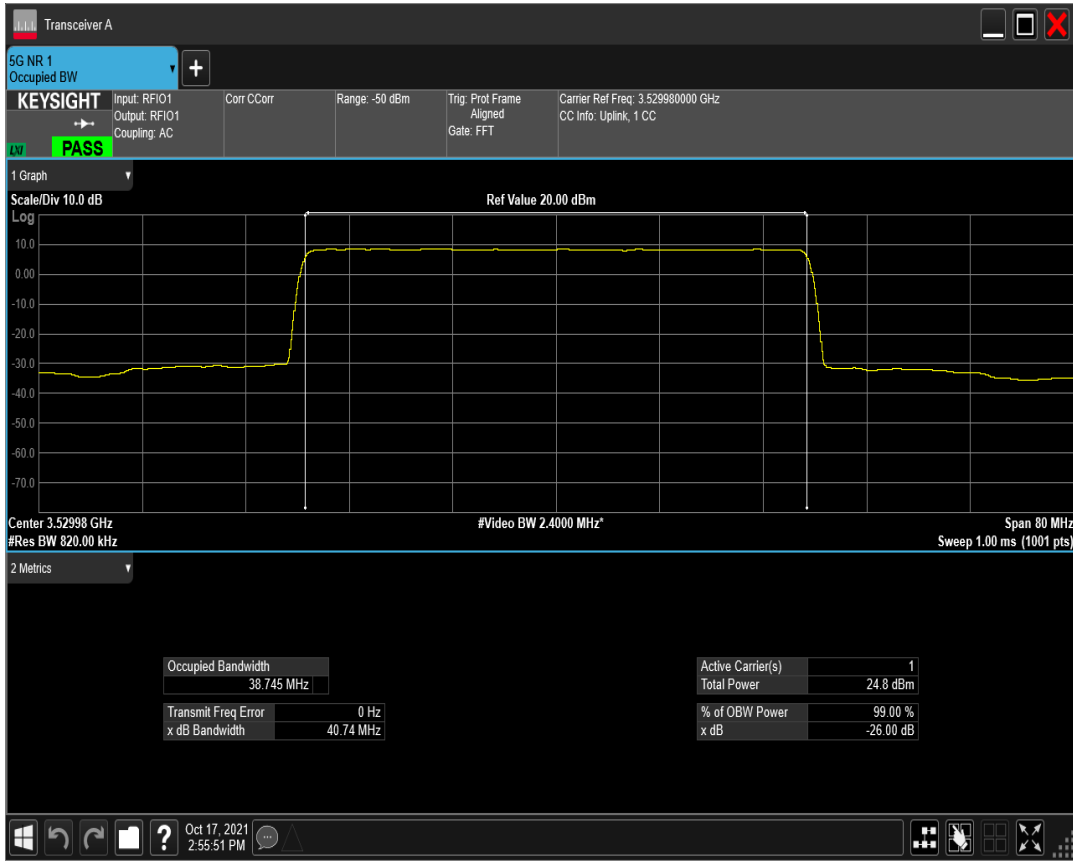 Transceiver A
5G NR 1
Occupied BW
+
KEYSIGHT
LXI
PASS
Input: RFIO1
Output: RFIO1
Coupling: AC
Corr CCorr
Range: -50 dBm
Trig: Prot Frame
Aligned
Gate: FFT
Carrier Ref Freq: 3.529980000 GHz
CC Info: Uplink, 1 CC
1 Graph
Scale/Div 10.0 dB
Ref Value 20.00 dBm
Log
10.0
0.00
-10.0
-20.0
-30.0
-40.0
-50.0
-60.0
-70.0
Center 3.52998 GHz
#Video BW 2.4000 MHz*
Span 80 MHz
#Res BW 820.00 kHz
Sweep 1.00 ms (1001 pts)
2 Metrics
Occupied Bandwidth
38.745 MHz
Transmit Freq Error 0 Hz
x dB Bandwidth 40.74 MHz
Active Carrier(s) 1
Total Power 24.8 dBm
% of OBW Power 99.00 %
x dB -26.00 dB
?
Oct 17, 2021
2:55:51 PM